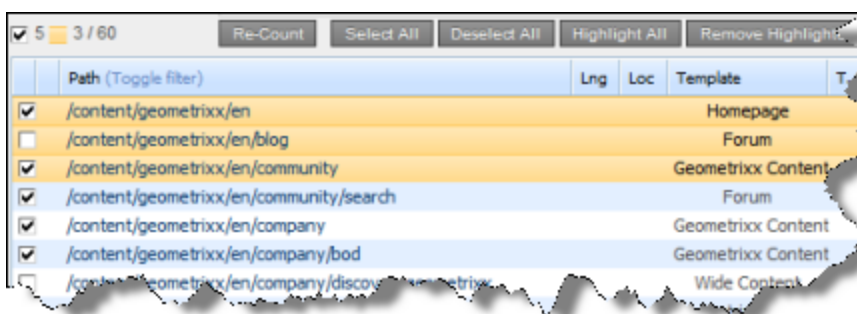 5 3 / 60 Re-Count Select All Deselect All Highlight All Remove Highlight
Path (Toggle filter) Lng Loc Template T
/content/geometrixx/en Homepage
/content/geometrixx/en/blog Forum
/content/geometrixx/en/community Geometrixx Content
/content/geometrixx/en/community/search Forum
/content/geometrixx/en/company Geometrixx Content
/content/geometrixx/en/company/bod Geometrixx Content
Wide Content